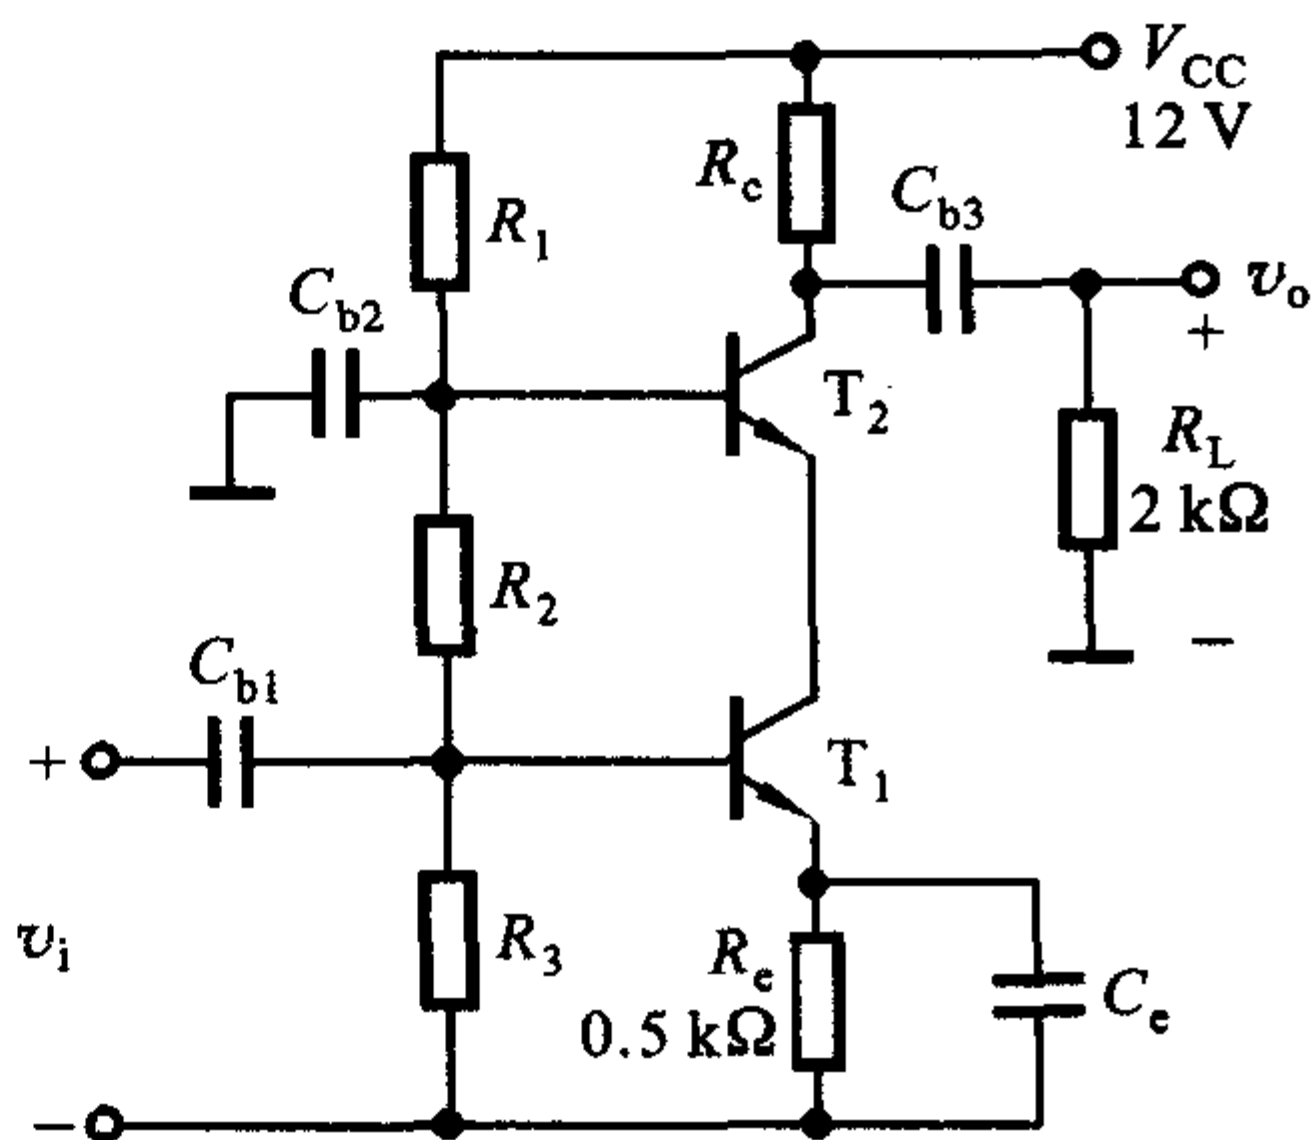 V_CC
12 V
R_c
C_b3
R_1
C_b2
v_o
+
T_2
R_L
2 kΩ
R_2
−
C_b1
+
T_1
v_i
R_3
R_e
0.5 kΩ
C_e
−